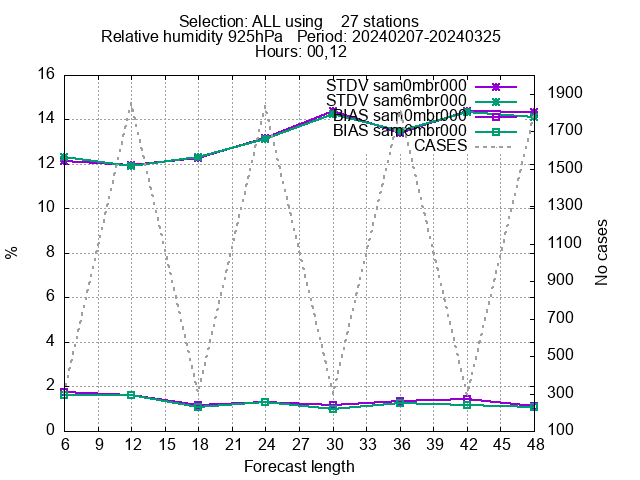 Selection: ALL using    27 stations
Relative humidity 925hPa   Period: 20240207-20240325
Hours: 00,12
STDV sam0mbr000
STDV sam6mbr000
BIAS sam0mbr000
BIAS sam6mbr000
CASES
16
14
12
10
8
6
4
2
0
%
1900
1700
1500
1300
1100
900
700
500
300
100
No cases
6 9 12 15 18 21 24 27 30 33 36 39 42 45 48
Forecast length